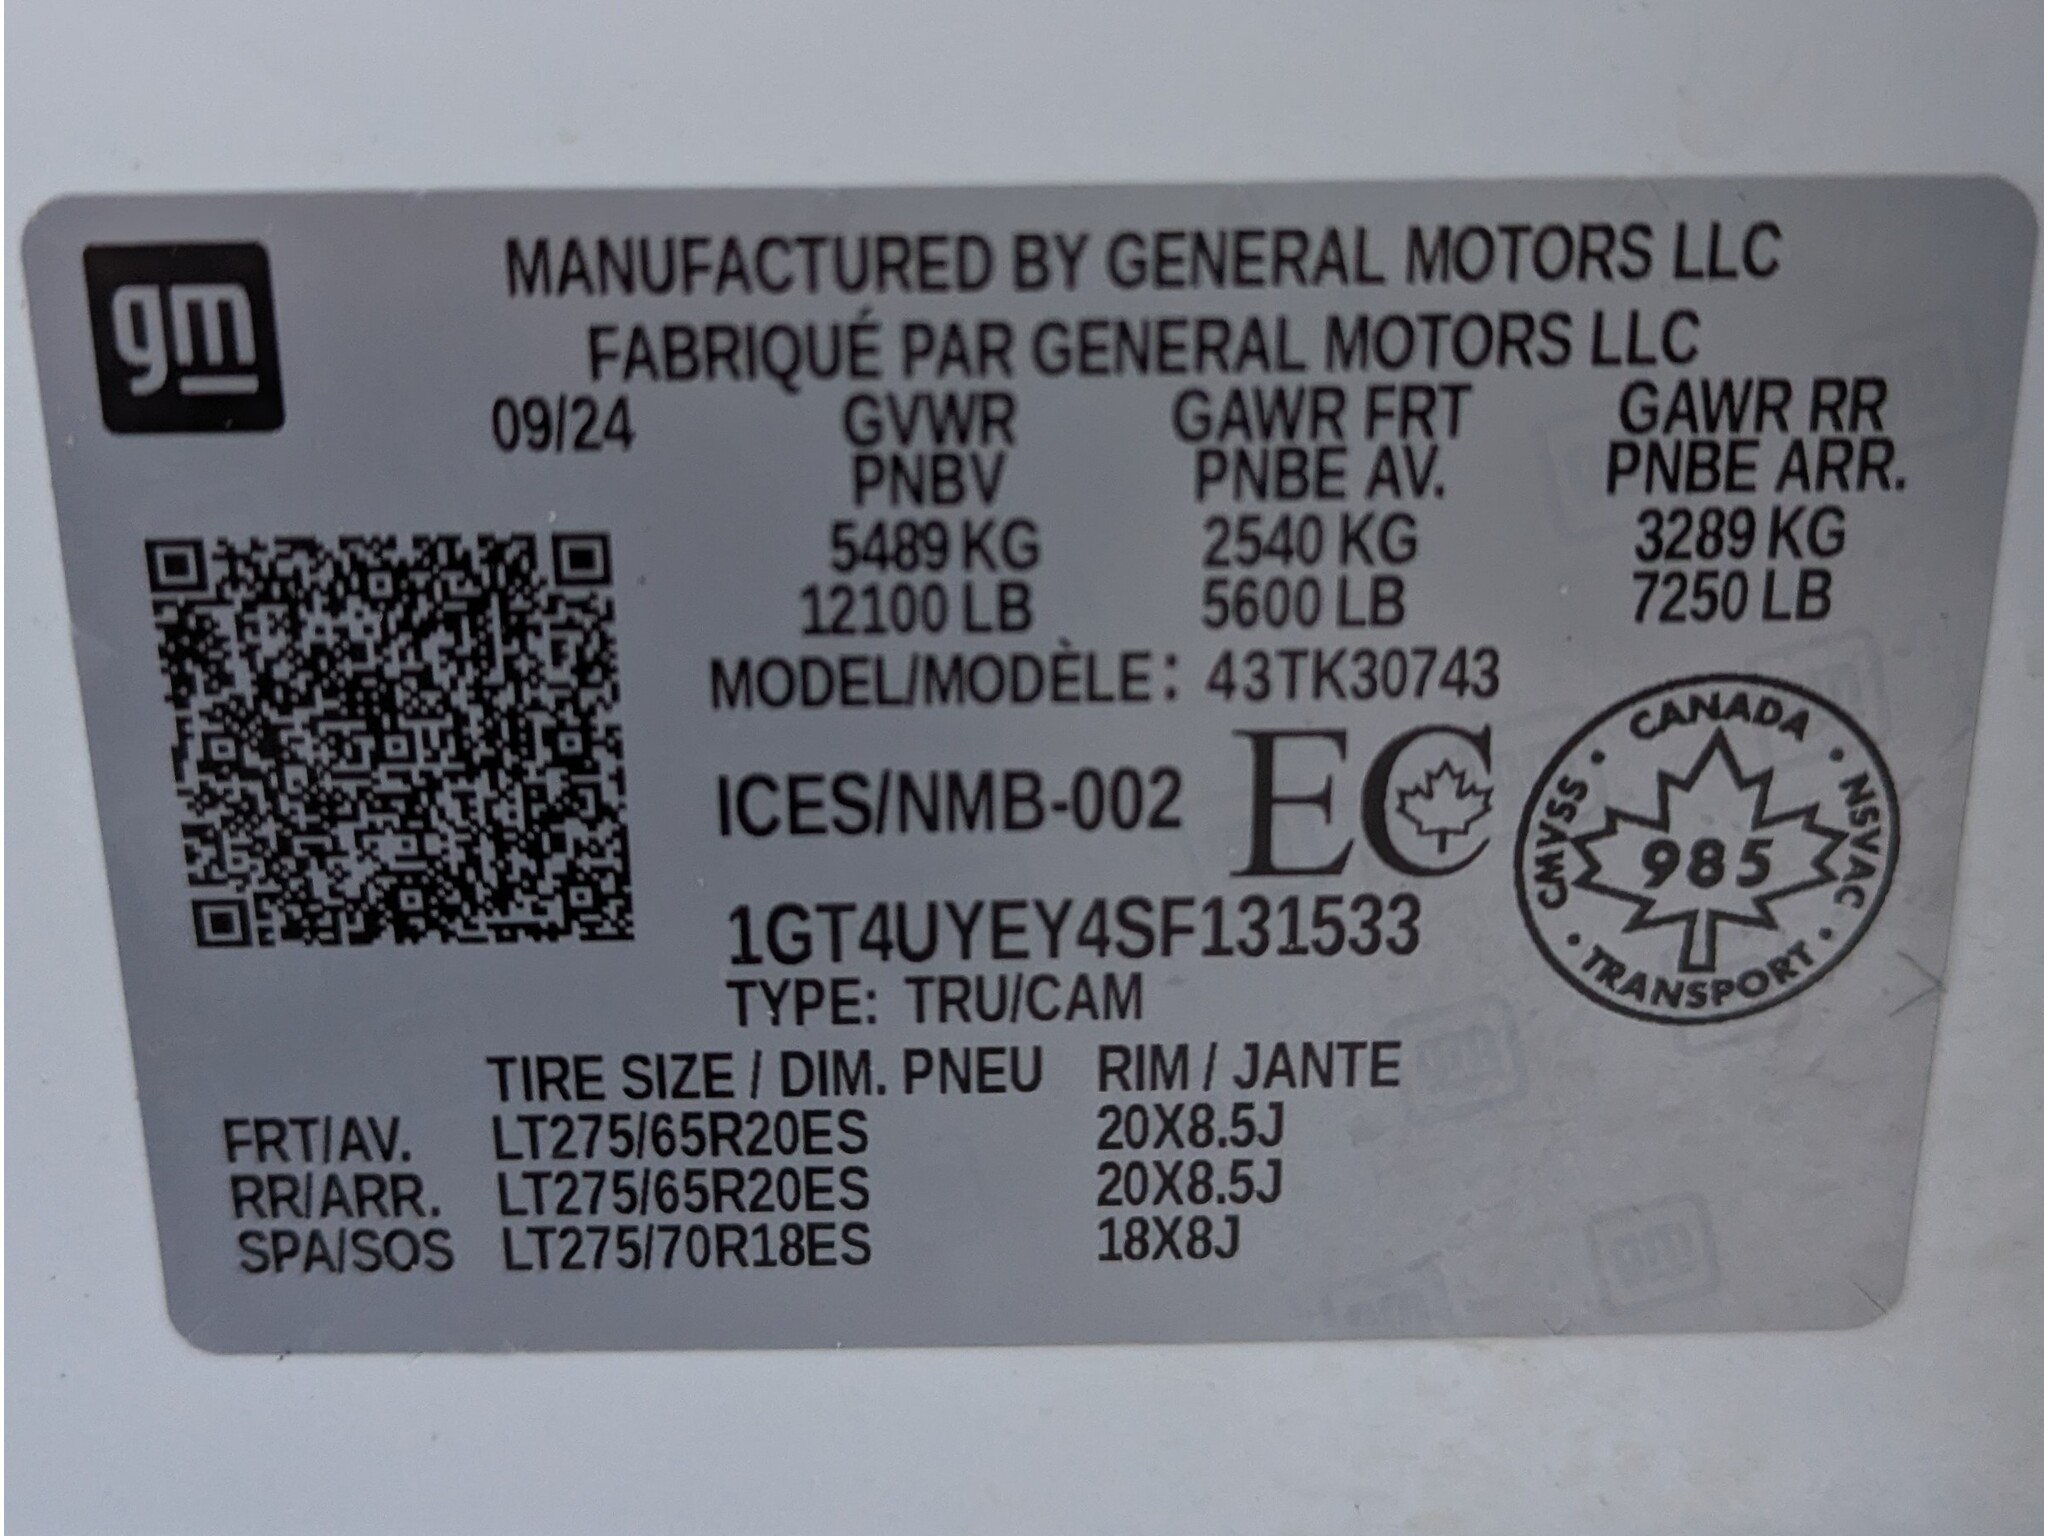 gm
MANUFACTURED BY GENERAL MOTORS LLC
FABRIQUÉ PAR GENERAL MOTORS LLC
09/24 GVWR GAWR FRT GAWR RR
PNBV PNBE AV. PNBE ARR.
5489 KG 2540 KG 3289 KG
12100 LB 5600 LB 7250 LB
MODEL/MODÈLE: 43TK30743
ICES/NMB-002 EC
CANADA · NSVAC · TRANSPORT · CMVSS ·
985
1GT4UYEY4SF131533
TYPE: TRU/CAM
TIRE SIZE / DIM. PNEU RIM / JANTE
FRT/AV. LT275/65R20ES 20X8.5J
RR/ARR. LT275/65R20ES 20X8.5J
SPA/SOS LT275/70R18ES 18X8J